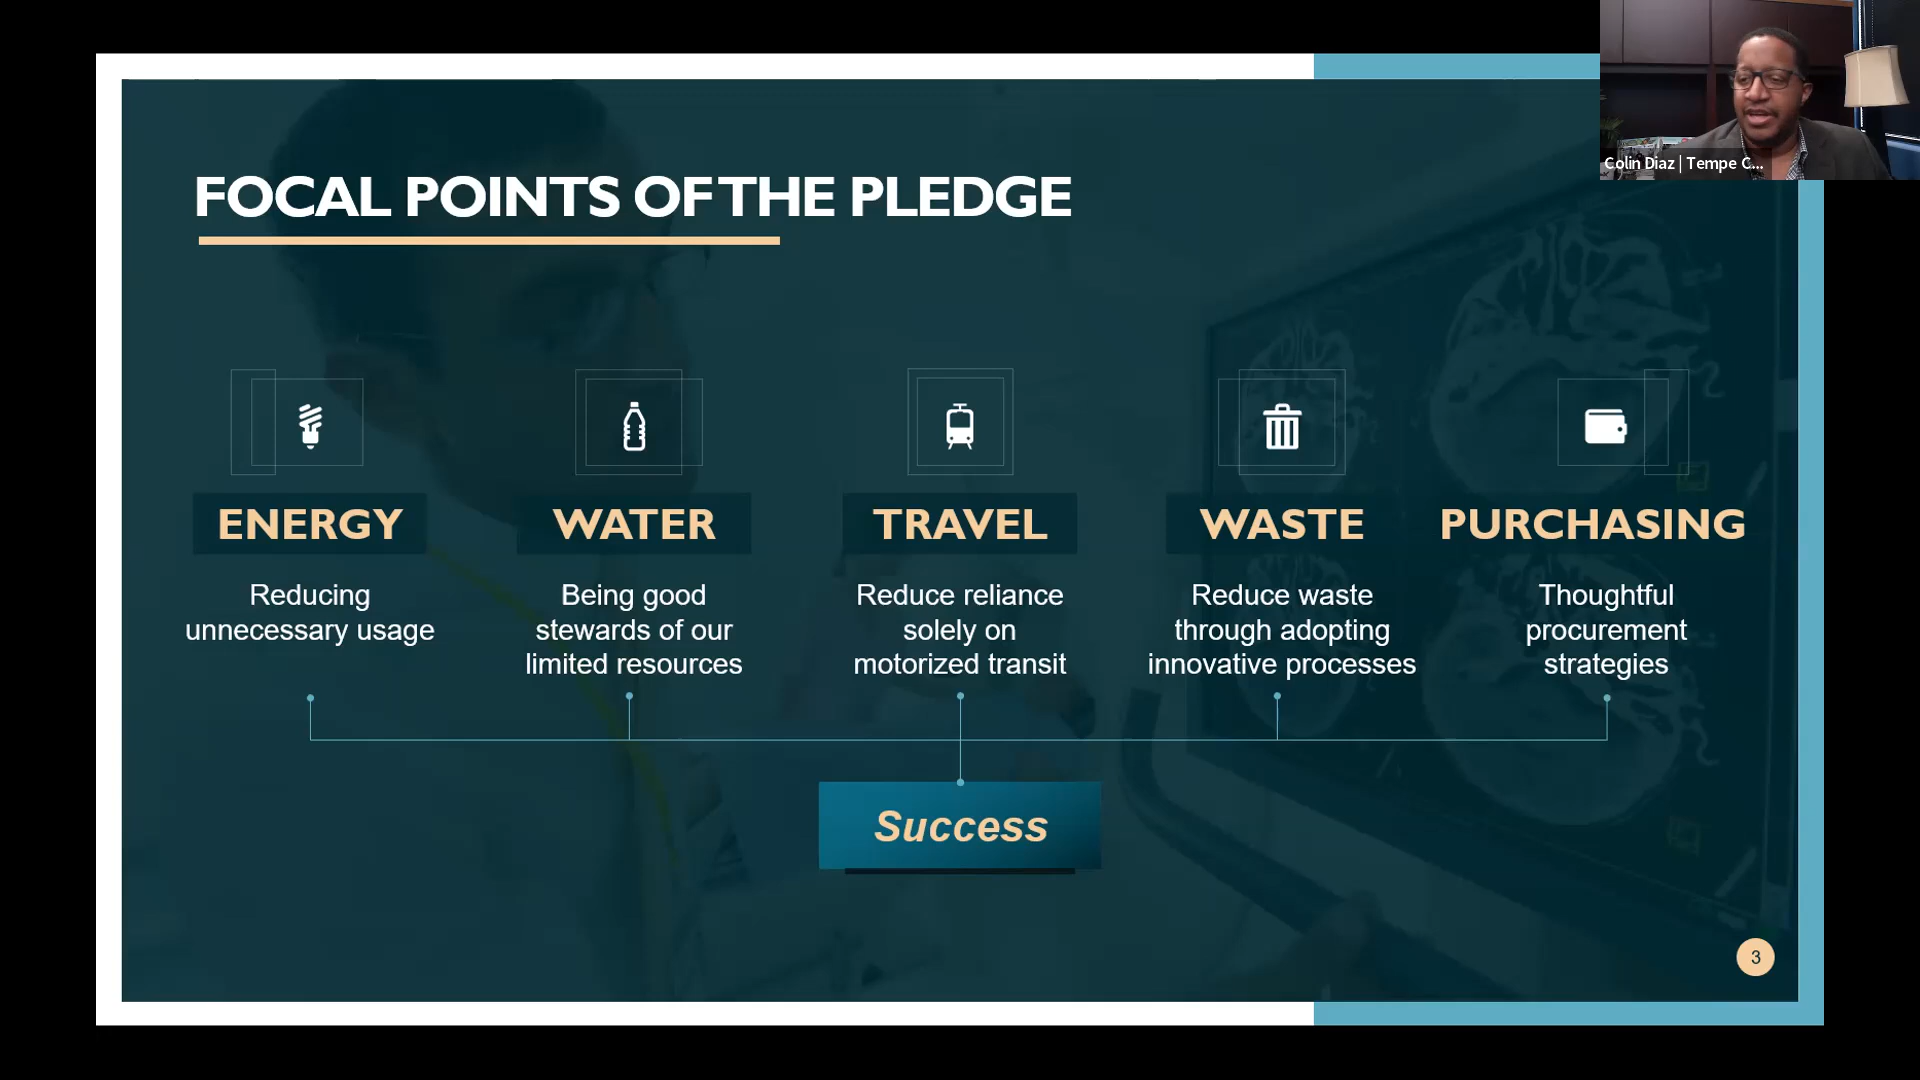 Colin Diaz | Tempe C...
FOCAL POINTS OF THE PLEDGE
ENERGY
Reducing
unnecessary usage
WATER
Being good
stewards of our
limited resources
TRAVEL
Reduce reliance
solely on
motorized transit
WASTE
Reduce waste
through adopting
innovative processes
PURCHASING
Thoughtful
procurement
strategies
Success
3